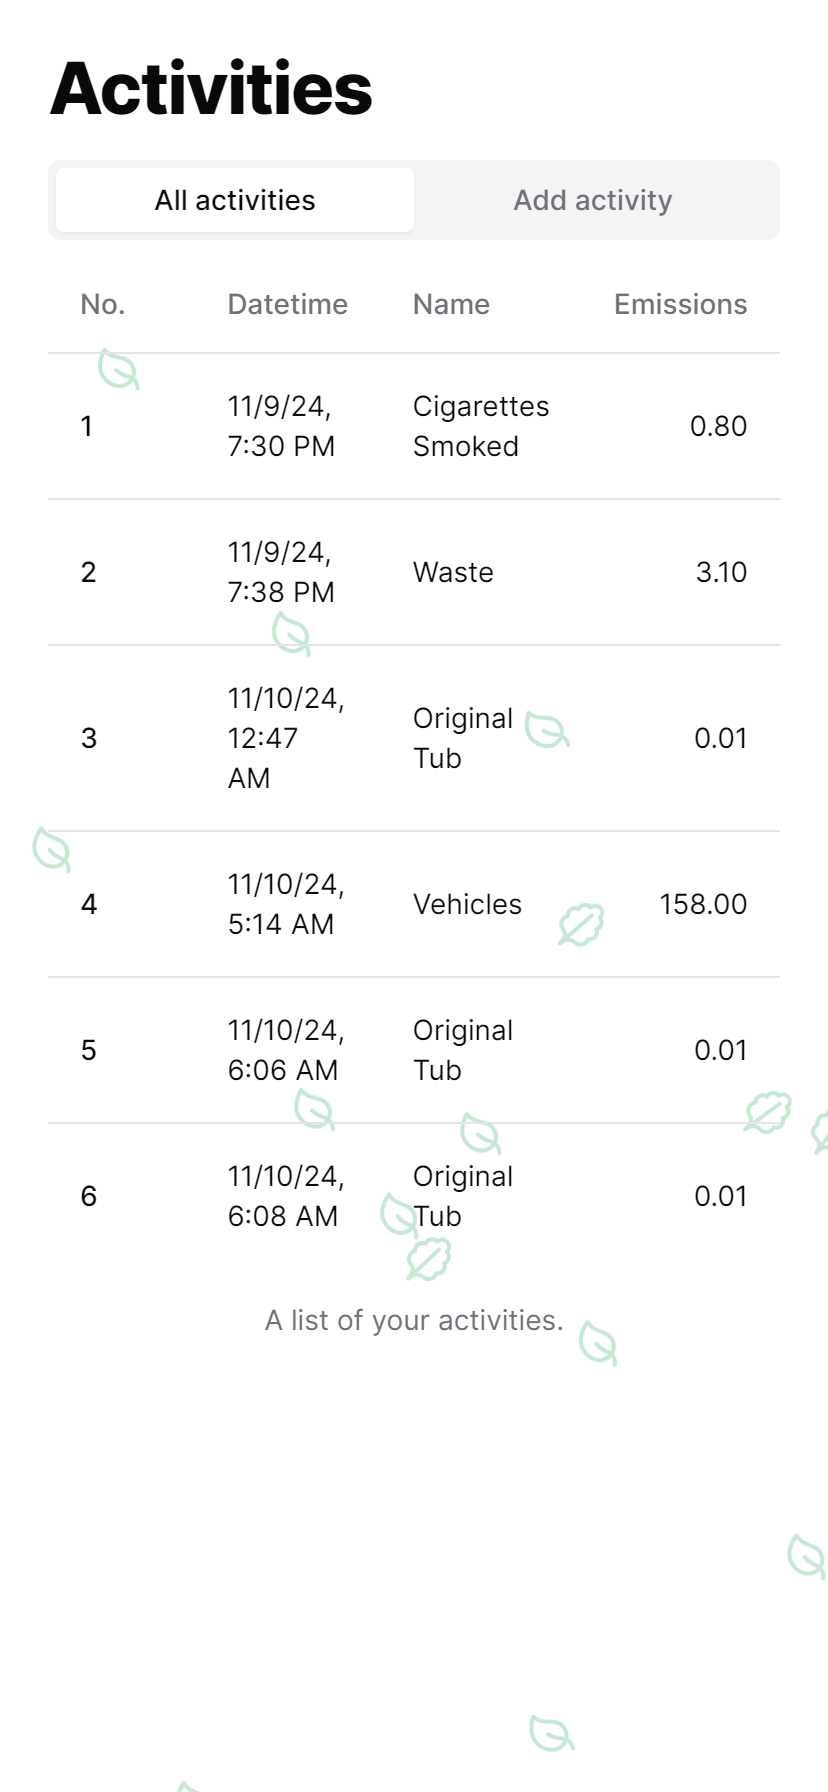 Activities
All activities Add activity
No. Datetime Name Emissions
1 11/9/24, 7:30 PM Cigarettes Smoked 0.80
2 11/9/24, 7:38 PM Waste 3.10
3 11/10/24, 12:47 AM Original Tub 0.01
4 11/10/24, 5:14 AM Vehicles 158.00
5 11/10/24, 6:06 AM Original Tub 0.01
6 11/10/24, 6:08 AM Original Tub 0.01
A list of your activities.